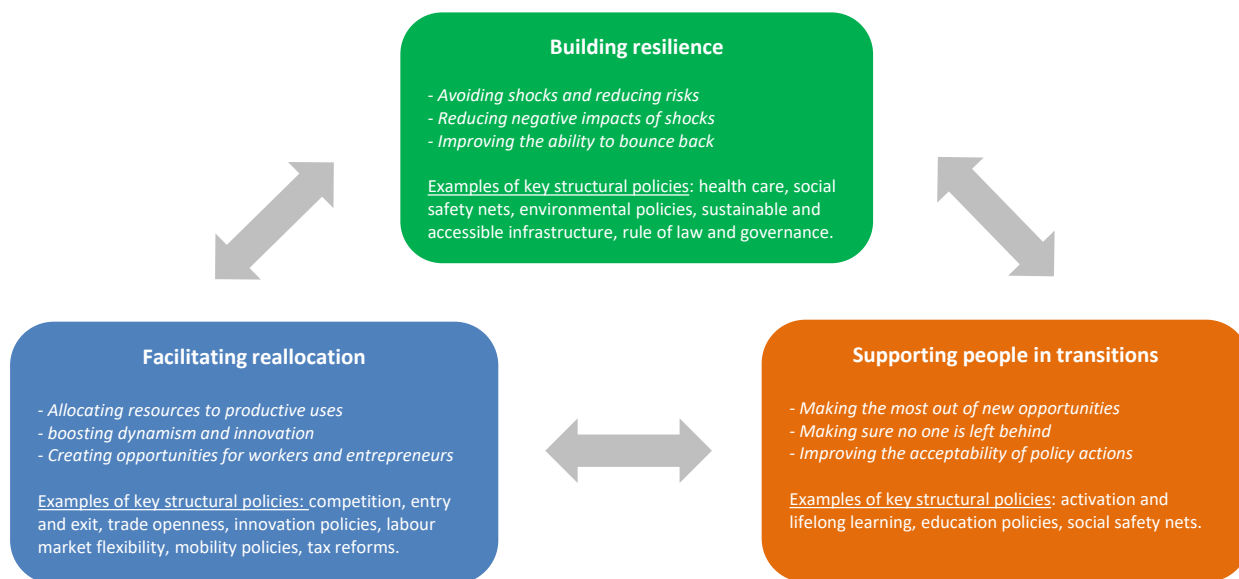 Building resilience
- Avoiding shocks and reducing risks
- Reducing negative impacts of shocks
- Improving the ability to bounce back
Examples of key structural policies: health care, social
safety nets, environmental policies, sustainable and
accessible infrastructure, rule of law and governance.
Facilitating reallocation
- Allocating resources to productive uses
- boosting dynamism and innovation
- Creating opportunities for workers and entrepreneurs
Examples of key structural policies: competition, entry
and exit, trade openness, innovation policies, labour
market flexibility, mobility policies, tax reforms.
Supporting people in transitions
- Making the most out of new opportunities
- Making sure no one is left behind
- Improving the acceptability of policy actions
Examples of key structural policies: activation and
lifelong learning, education policies, social safety nets.